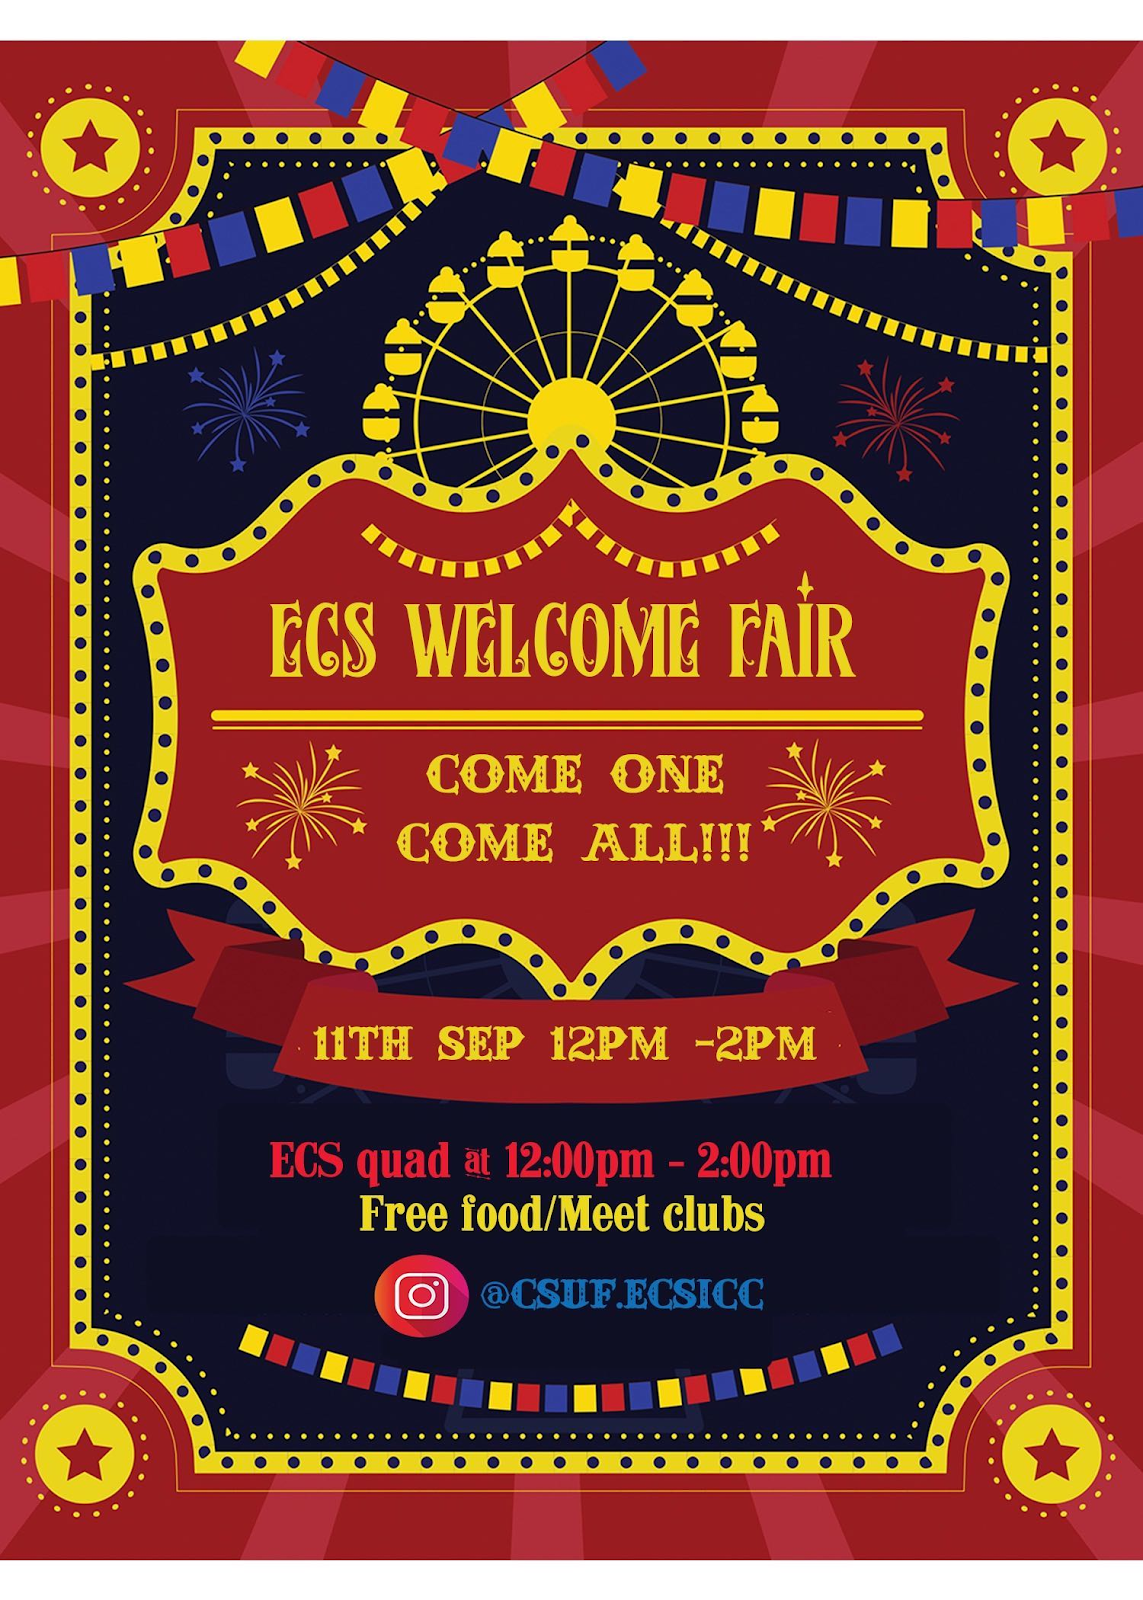 ECS WELCOME FAIR
COME ONE
COME ALL!!!
11TH SEP 12PM -2PM
ECS quad at 12:00pm - 2:00pm
Free food/Meet clubs
@CSUF.ECSICC